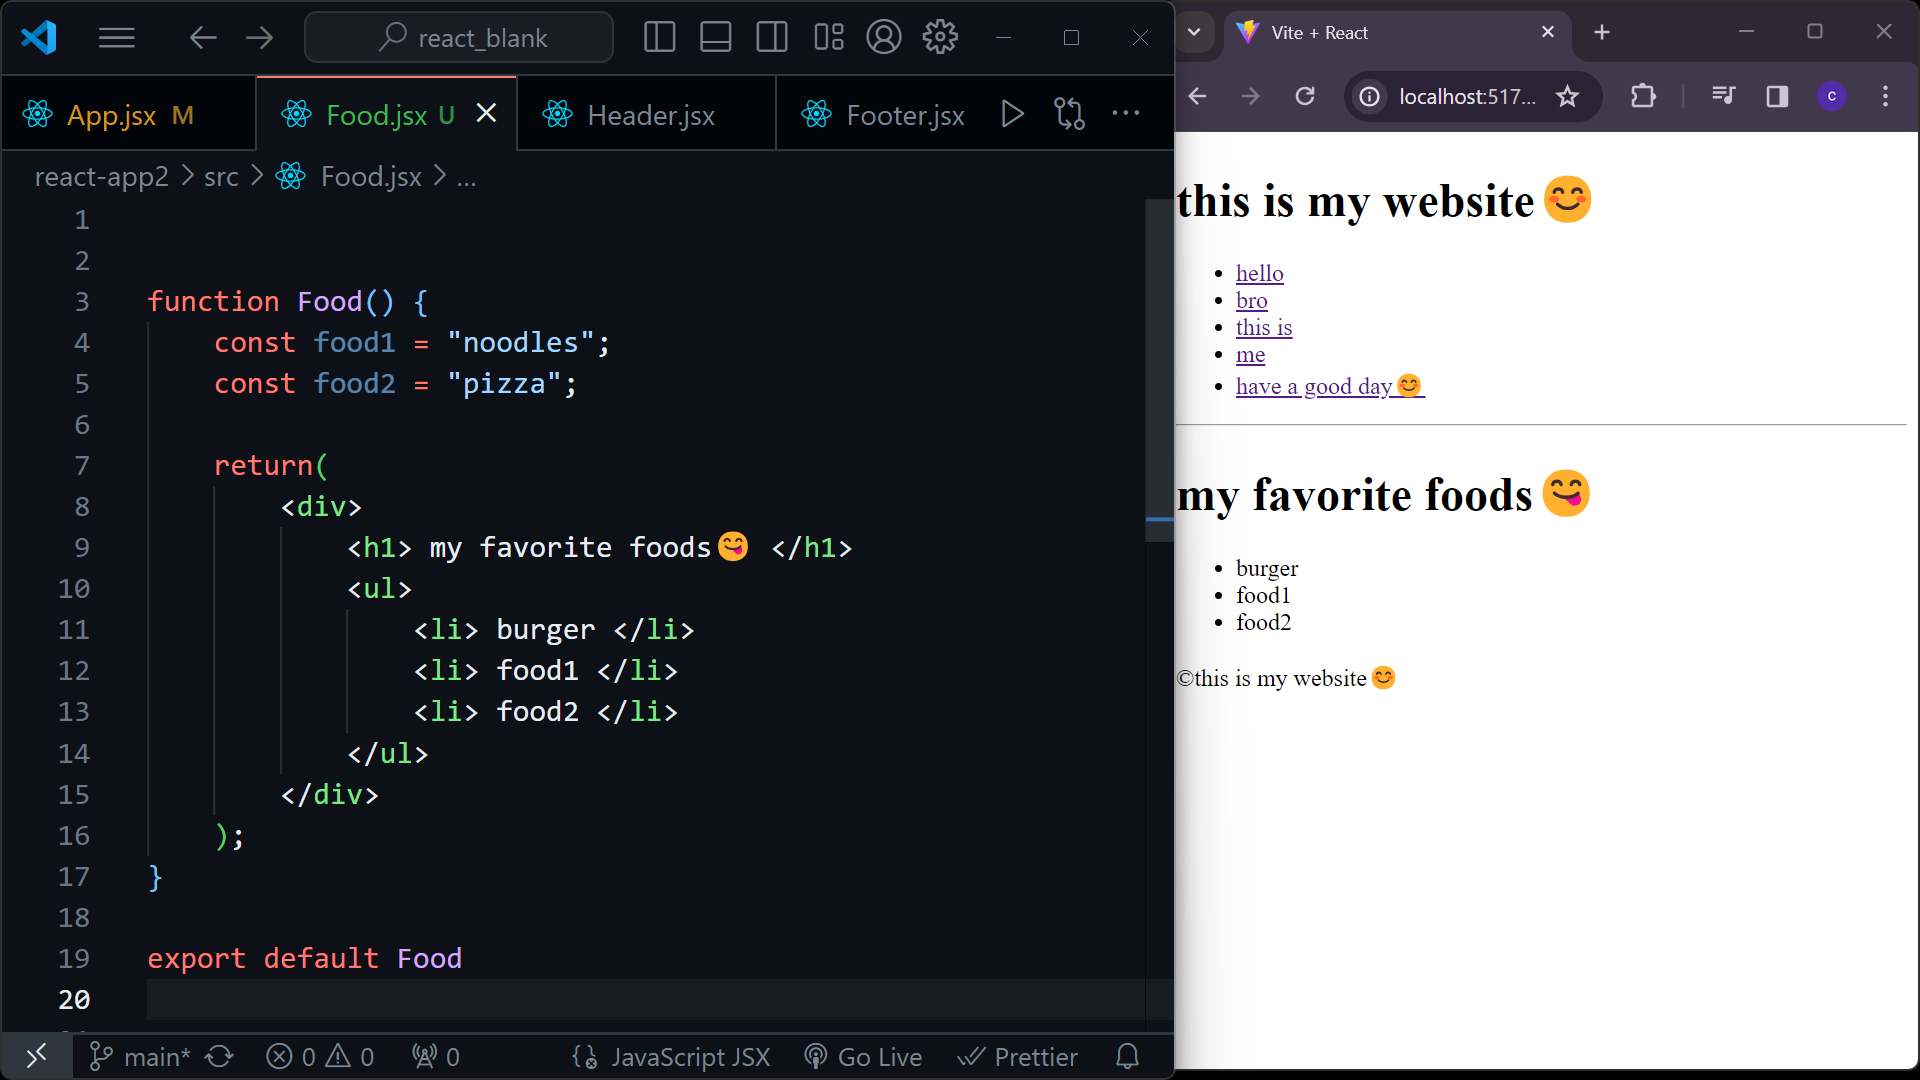 react_blank
App.jsx M
Food.jsx U
Header.jsx
Footer.jsx
react-app2 > src > Food.jsx > ...
1
2
3 function Food() {
4 const food1 = "noodles";
5 const food2 = "pizza";
6
7 return(
8 <div>
9 <h1> my favorite foods😋 </h1>
10 <ul>
11 <li> burger </li>
12 <li> food1 </li>
13 <li> food2 </li>
14 </ul>
15 </div>
16 );
17 }
18
19 export default Food
20
main* 0 0 0 JavaScript JSX Go Live Prettier
Vite + React
localhost:517...
c
this is my website😊
• hello
• bro
• this is
• me
• have a good day😊
my favorite foods😋
• burger
• food1
• food2
©this is my website😊